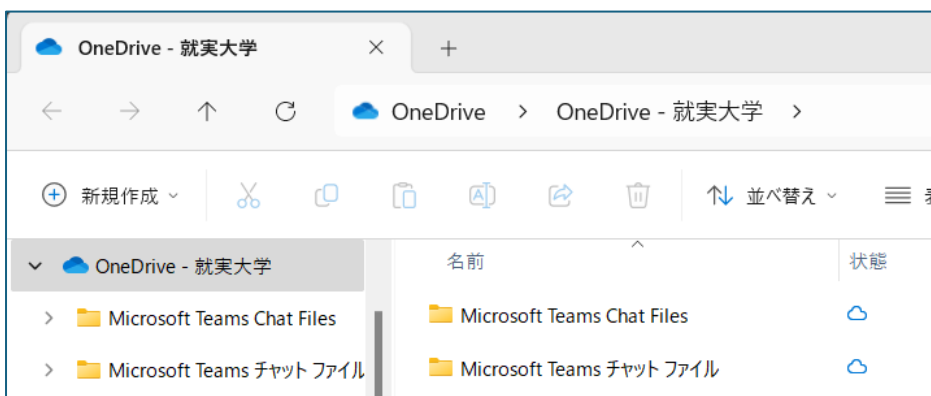 OneDrive - 就実大学
OneDrive > OneDrive - 就実大学 >
新規作成 並べ替え
OneDrive - 就実大学 名前 状態
Microsoft Teams Chat Files Microsoft Teams Chat Files
Microsoft Teams チャット ファイル Microsoft Teams チャット ファイル